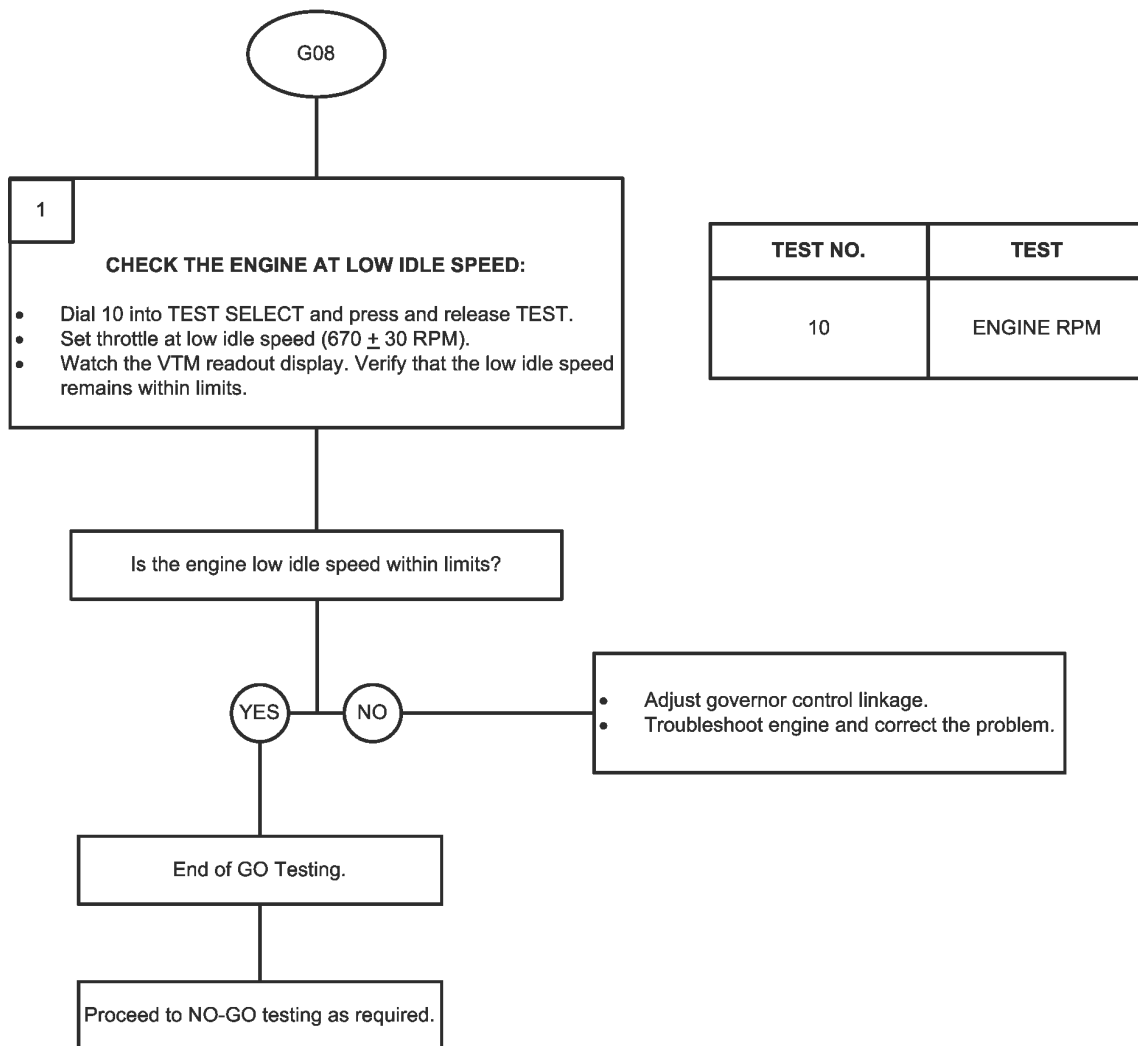 G08
1
CHECK THE ENGINE AT LOW IDLE SPEED:
• Dial 10 into TEST SELECT and press and release TEST.
• Set throttle at low idle speed (670 ± 30 RPM).
• Watch the VTM readout display. Verify that the low idle speed
remains within limits.
TEST NO. TEST
10 ENGINE RPM
Is the engine low idle speed within limits?
YES NO
• Adjust governor control linkage.
• Troubleshoot engine and correct the problem.
End of GO Testing.
Proceed to NO-GO testing as required.